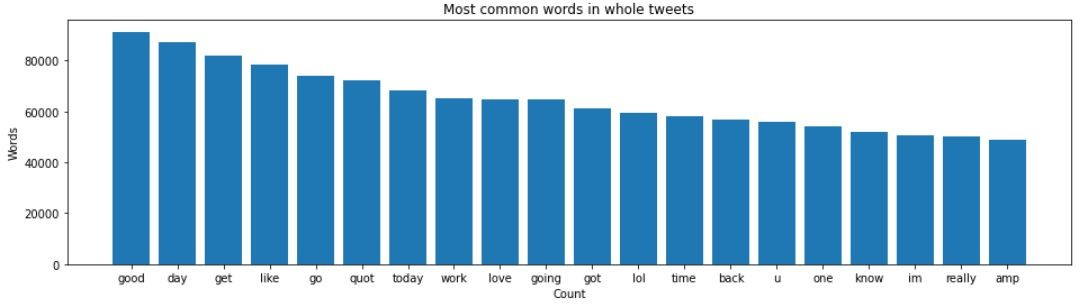 Most common words in whole tweets
Words
80000
60000
40000
20000
0
good day get like go quot today work love going got lol time back u one know im really amp
Count